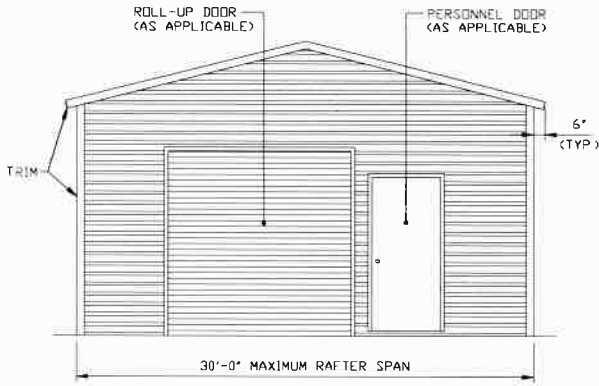 ROLL-UP DOOR
(AS APPLICABLE)
PERSONNEL DOOR
(AS APPLICABLE)
6"
(TYP)
TRIM
30'-0" MAXIMUM RAFTER SPAN